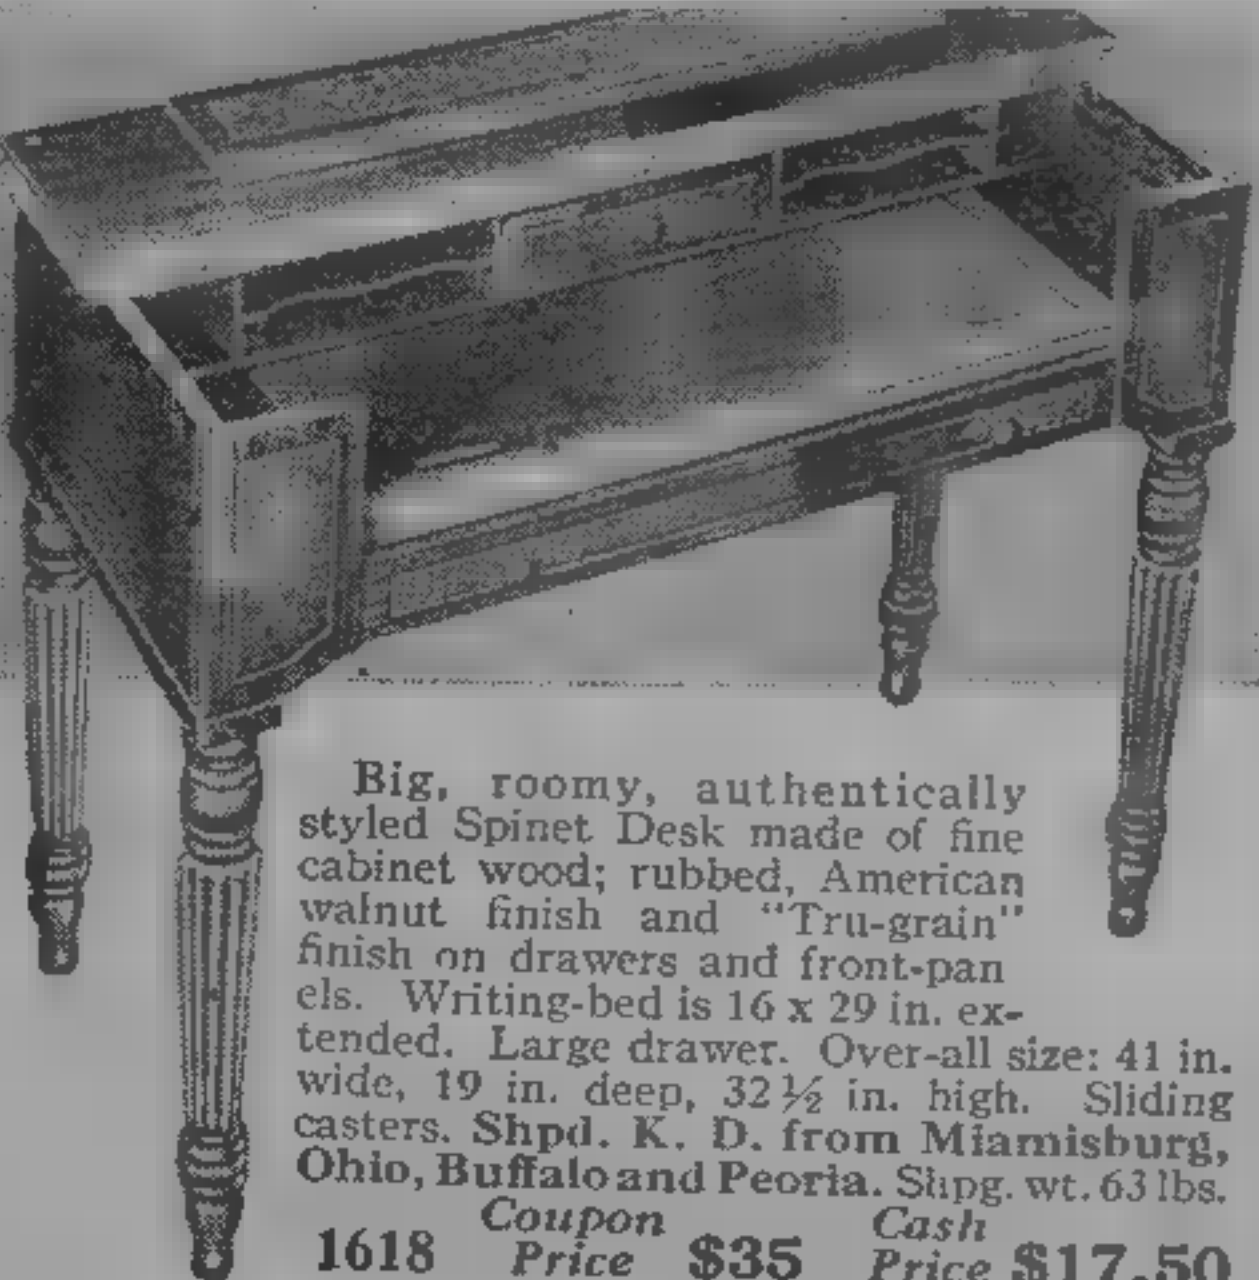 Big, roomy, authentically
styled Spinet Desk made of fine
cabinet wood; rubbed, American
walnut finish and "Tru-grain"
finish on drawers and front-pan
els. Writing-bed is 16 x 29 in. ex-
tended. Large drawer. Over-all size: 41 in.
wide, 19 in. deep, 32½ in. high. Sliding
casters. Shpd. K. D. from Miamisburg,
Ohio, Buffalo and Peoria. Shpg. wt. 63 lbs.
1618 Coupon Price $35 Cash Price $17.50